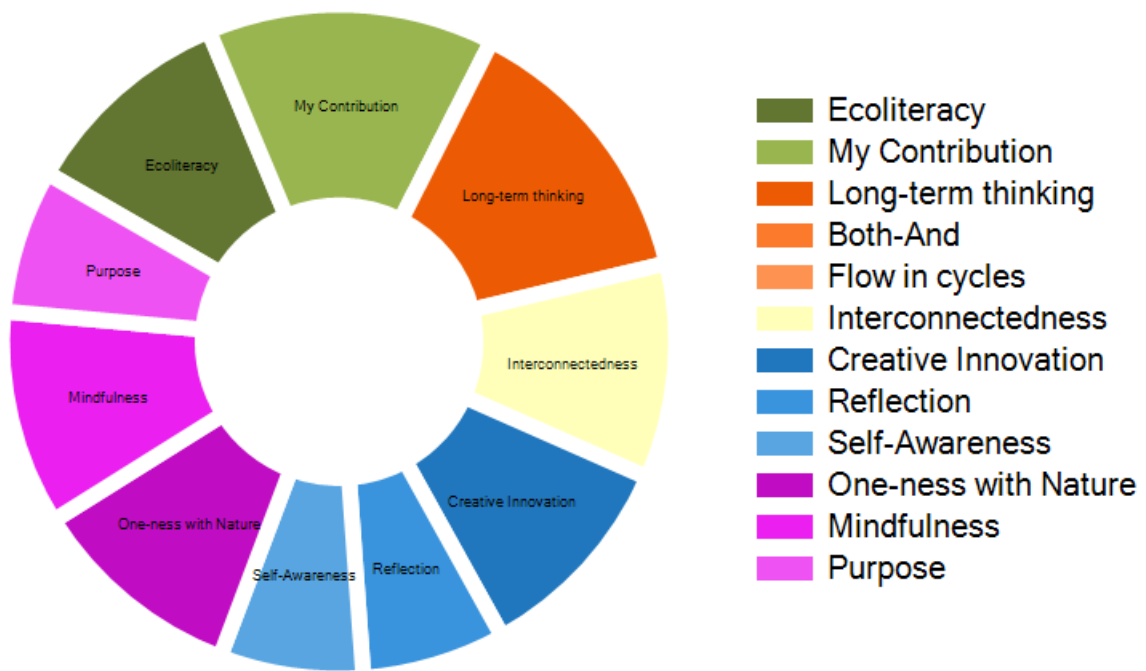 My Contribution
Ecoliteracy
Long-term thinking
Purpose
Interconnectedness
Mindfulness
Creative Innovation
One-ness with Nature
Reflection
Self-Awareness
Ecoliteracy
My Contribution
Long-term thinking
Both-And
Flow in cycles
Interconnectedness
Creative Innovation
Reflection
Self-Awareness
One-ness with Nature
Mindfulness
Purpose